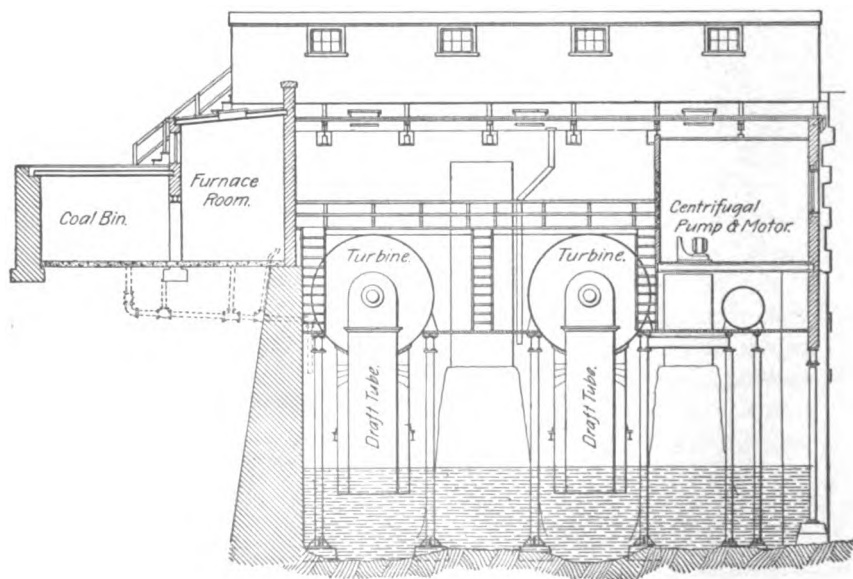 Coal Bin.
Furnace
Room.
Turbine.
Turbine.
Centrifugal
Pump & Motor.
Draft Tube.
Draft Tube.